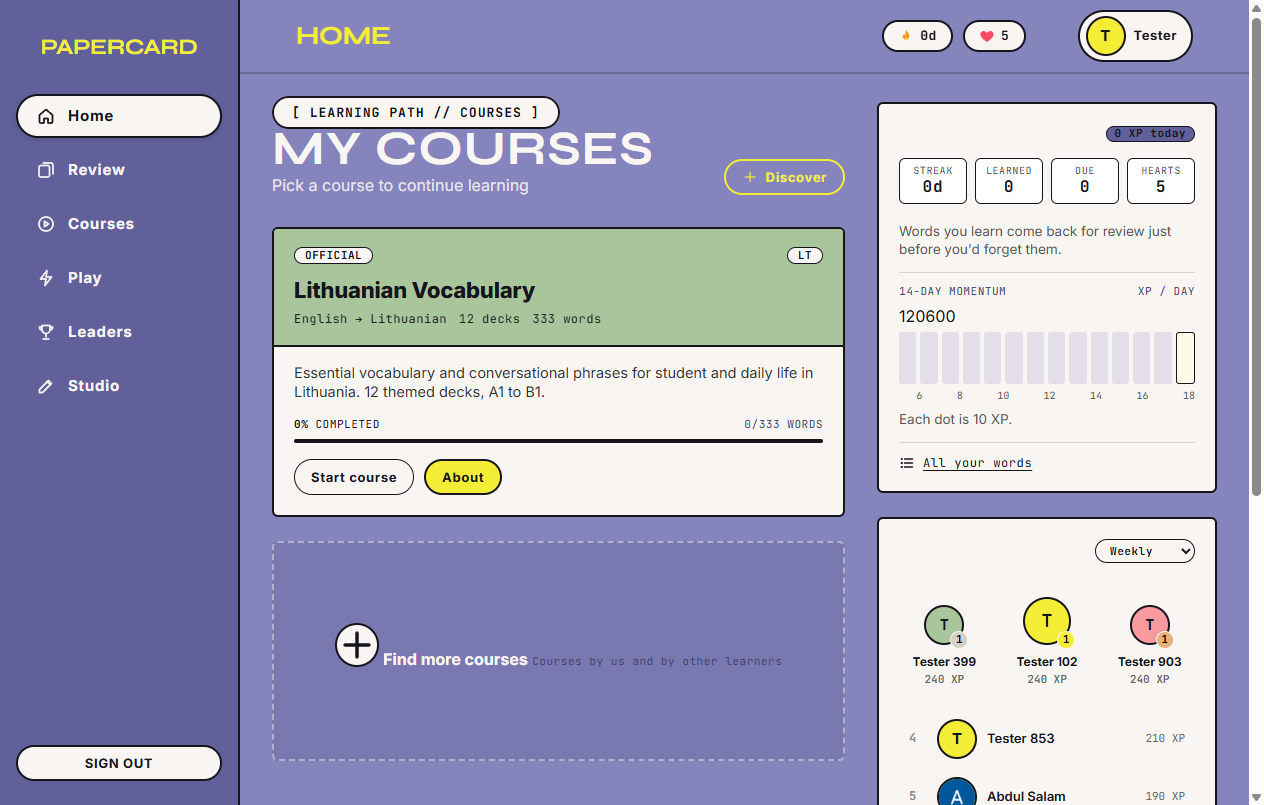 PAPERCARD
Home
Review
Courses
Play
Leaders
Studio
SIGN OUT
HOME
0d
5
T
Tester
[ LEARNING PATH // COURSES ]
MY COURSES
Pick a course to continue learning
Discover
OFFICIAL
LT
Lithuanian Vocabulary
English → Lithuanian 12 decks 333 words
Essential vocabulary and conversational phrases for student and daily life in
Lithuania. 12 themed decks, A1 to B1.
0% COMPLETED
0/333 WORDS
Start course
About
Find more courses Courses by us and by other learners
0 XP today
STREAK
0d
LEARNED
0
DUE
0
HEARTS
5
Words you learn come back for review just
before you'd forget them.
14-DAY MOMENTUM
XP / DAY
120600
6 8 10 12 14 16 18
Each dot is 10 XP.
All your words
Weekly
T
1
Tester 399
240 XP
T
1
Tester 102
240 XP
T
1
Tester 903
240 XP
4
T
Tester 853
210 XP
5
A
Abdul Salam
190 XP